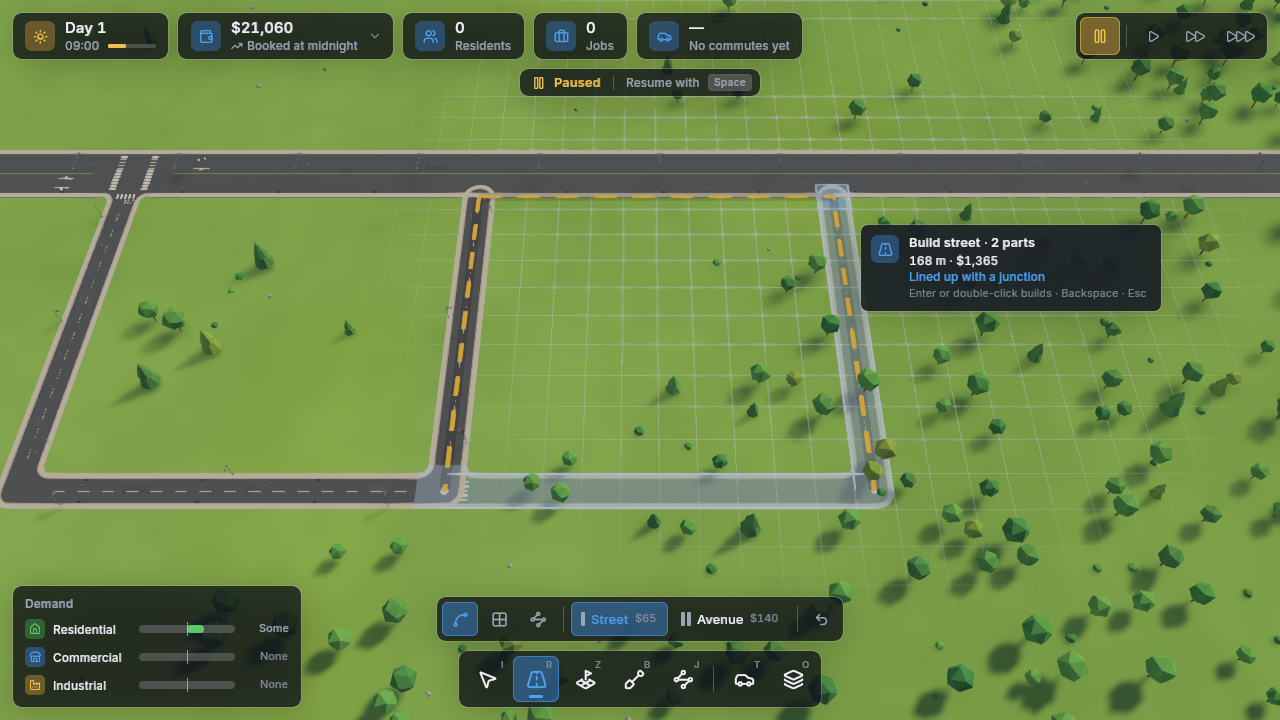 Day 1
09:00
$21,060
Booked at midnight
0
Residents
0
Jobs
—
No commutes yet
Paused
Resume with Space
Build street · 2 parts
168 m · $1,365
Lined up with a junction
Enter or double-click builds · Backspace · Esc
Demand
Residential Some
Commercial None
Industrial None
Street $65 Avenue $140
I R Z B J T O